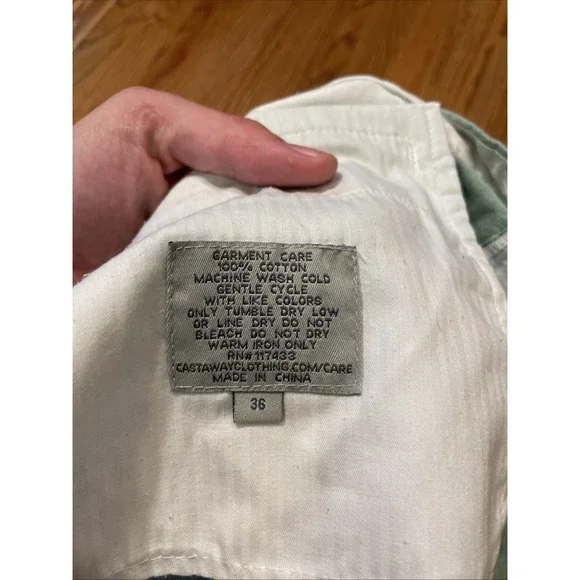 GARMENT CARE
100% COTTON
MACHINE WASH COLD
GENTLE CYCLE
WITH LIKE COLORS
ONLY TUMBLE DRY LOW
OR LINE DRY DO NOT
BLEACH DO NOT DRY
WARM IRON ONLY
RN# 117433
CASTAWAYCLOTHING.COM/CARE
MADE IN CHINA
36